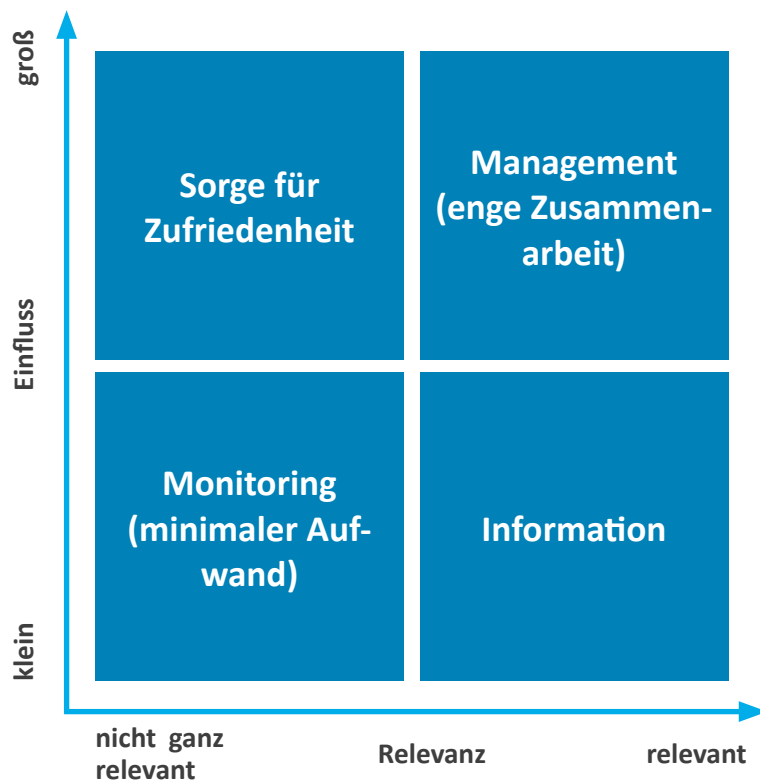 groß
Sorge für
Zufriedenheit
Management
(enge Zusammen-
arbeit)
Einfluss
Monitoring
(minimaler Auf-
wand)
Information
klein
nicht ganz
relevant
Relevanz
relevant